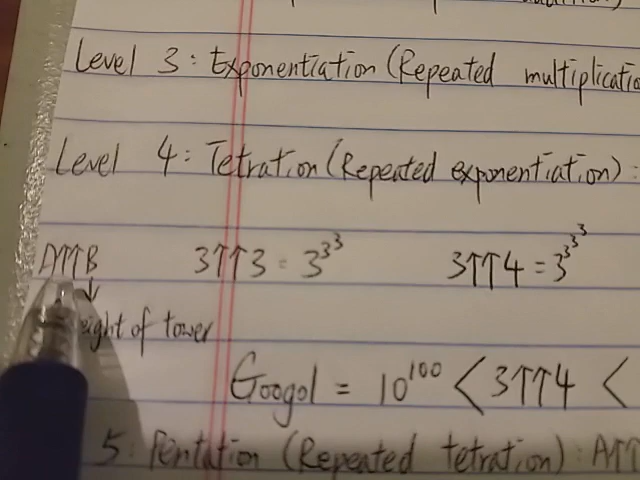 Level 3: Exponentiation (Repeated multiplicatio
Level 4: Tetration (Repeated exponentiation):
A↑↑B 3↑↑3 = 3^3^3 3↑↑4 = 3^3^3^3
↓
eight of tower
Googol = 10^100 < 3↑↑4 <
5: Pentation (Repeated tetration): A↑↑